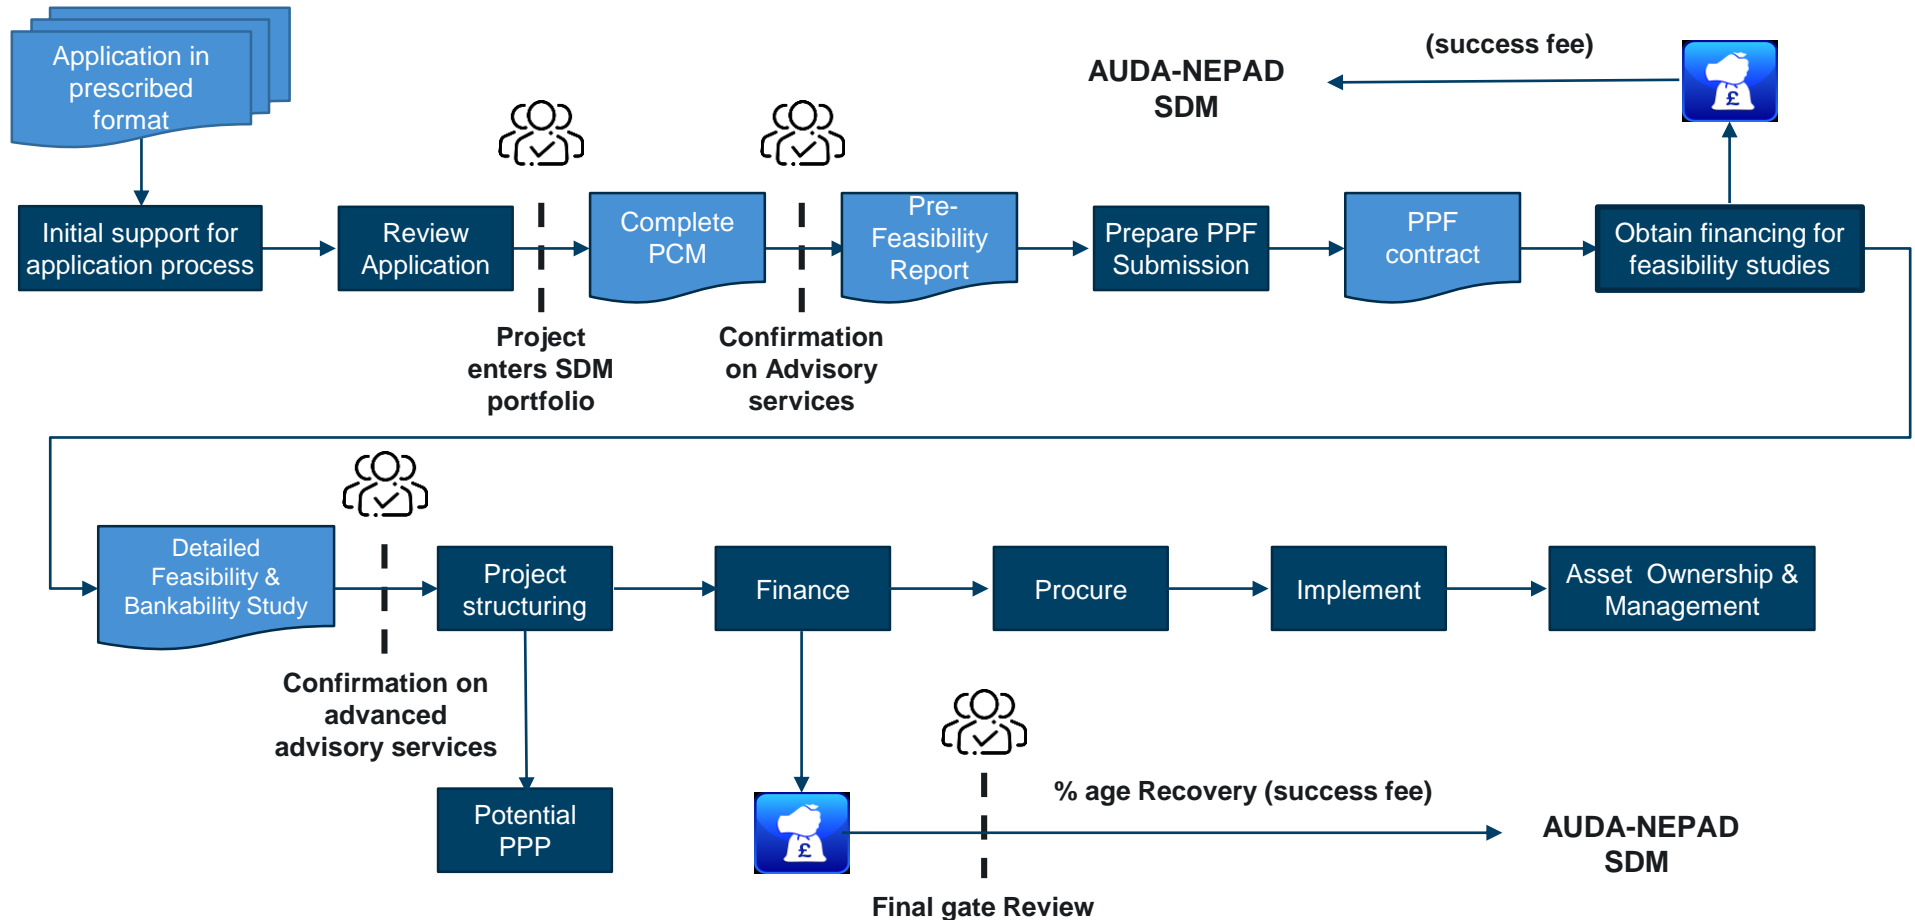 Application in
prescribed
format
(success fee)
AUDA-NEPAD
SDM
£
Initial support for
application process
Review
Application
Complete
PCM
Pre-
Feasibility
Report
Prepare PPF
Submission
PPF
contract
Obtain financing for
feasibility studies
Project
enters SDM
portfolio
Confirmation
on Advisory
services
Detailed
Feasibility &
Bankability Study
Project
structuring
Finance
Procure
Implement
Asset  Ownership &
Management
Confirmation on
advanced
advisory services
Potential
PPP
£
% age Recovery (success fee)
AUDA-NEPAD
SDM
Final gate Review